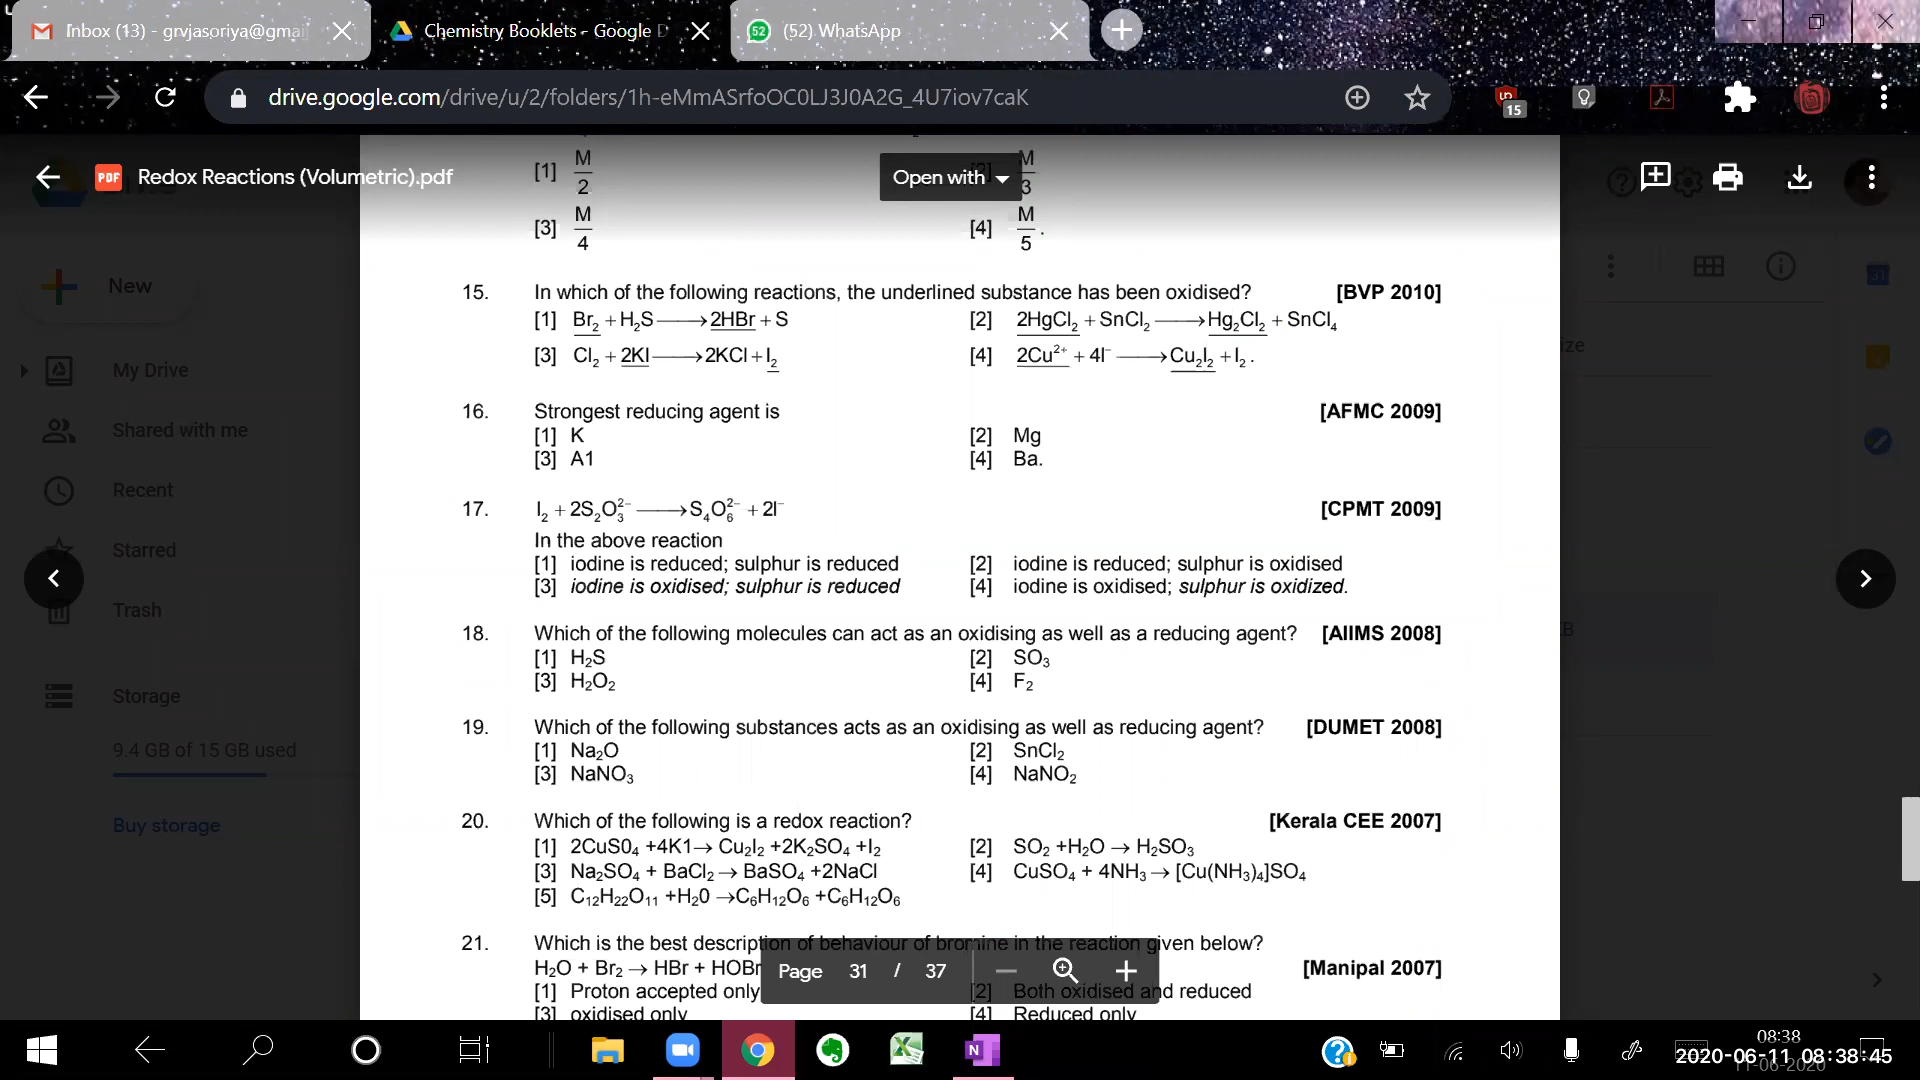 Inbox (13) - grvjasoriya@gmai
Chemistry Booklets - Google D
(52) WhatsApp
drive.google.com/drive/u/2/folders/1h-eMmASrfoOC0LJ3J0A2G_4U7iov7caK
15
Redox Reactions (Volumetric).pdf
Open with
[1] M/2 M/3
[3] M/4 [4] M/5.
New
My Drive
Shared with me
Recent
Starred
Trash
Storage
9.4 GB of 15 GB used
Buy storage
15. In which of the following reactions, the underlined substance has been oxidised? [BVP 2010]
[1] Br₂ + H₂S ⟶ 2HBr + S [2] 2HgCl₂ + SnCl₂ ⟶ Hg₂Cl₂ + SnCl₄
[3] Cl₂ + 2KI ⟶ 2KCl + I₂ [4] 2Cu²⁺ + 4I⁻ ⟶ Cu₂I₂ + I₂.
16. Strongest reducing agent is [AFMC 2009]
[1] K [2] Mg
[3] A1 [4] Ba.
17. I₂ + 2S₂O₃²⁻ ⟶ S₄O₆²⁻ + 2I⁻ [CPMT 2009]
In the above reaction
[1] iodine is reduced; sulphur is reduced [2] iodine is reduced; sulphur is oxidised
[3] iodine is oxidised; sulphur is reduced [4] iodine is oxidised; sulphur is oxidized.
18. Which of the following molecules can act as an oxidising as well as a reducing agent? [AIIMS 2008]
[1] H₂S [2] SO₃
[3] H₂O₂ [4] F₂
19. Which of the following substances acts as an oxidising as well as reducing agent? [DUMET 2008]
[1] Na₂O [2] SnCl₂
[3] NaNO₃ [4] NaNO₂
20. Which of the following is a redox reaction? [Kerala CEE 2007]
[1] 2CuS0₄ +4K1→ Cu₂I₂ +2K₂SO₄ +I₂ [2] SO₂ +H₂O → H₂SO₃
[3] Na₂SO₄ + BaCl₂ → BaSO₄ +2NaCl [4] CuSO₄ + 4NH₃ → [Cu(NH₃)₄]SO₄
[5] C₁₂H₂₂O₁₁ +H₂0 →C₆H₁₂O₆ +C₆H₁₂O₆
21. Which is the best description of behaviour of bromine in the reaction given below?
H₂O + Br₂ → HBr + HOBr [Manipal 2007]
[1] Proton accepted only [2] Both oxidised and reduced
[3] oxidised only [4] Reduced only
Page 31 / 37
08:38
2020-06-11 08:38:45
11-06-2020